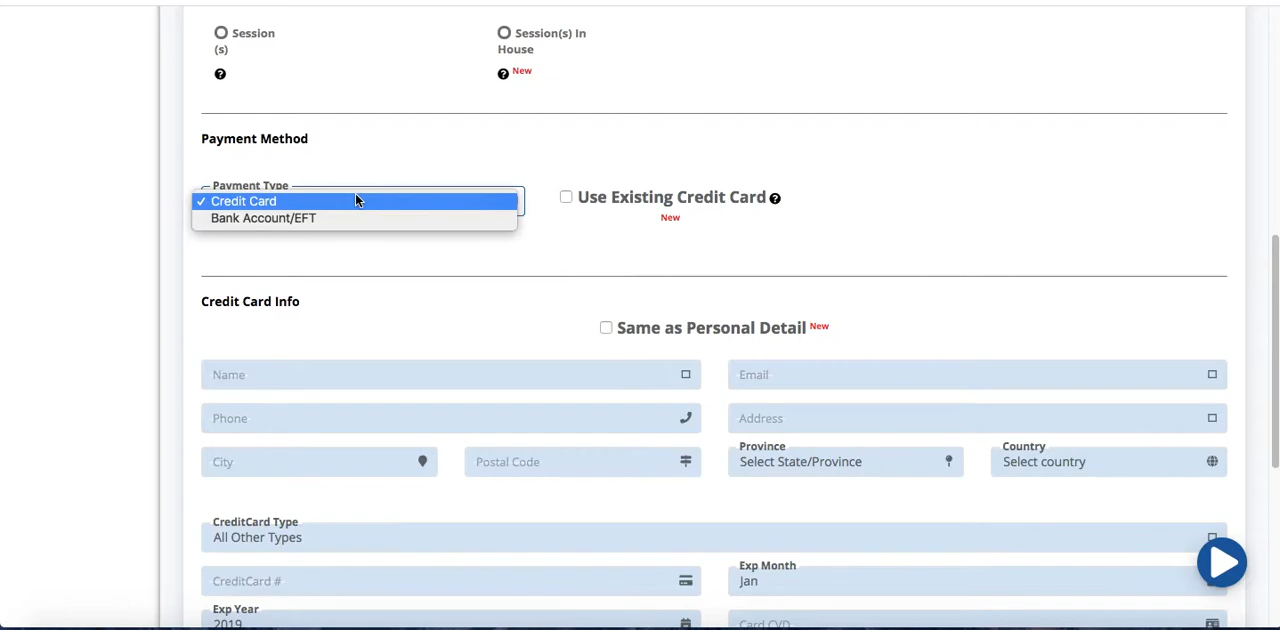 Session
(s)
Session(s) In
House
New
Payment Method
Payment Type
✓ Credit Card
Bank Account/EFT
Use Existing Credit Card
New
Credit Card Info
Same as Personal Detail New
Name
Email
Phone
Address
City
Postal Code
Province
Select State/Province
Country
Select country
CreditCard Type
All Other Types
CreditCard #
Exp Month
Jan
Exp Year
2019
Card CVD